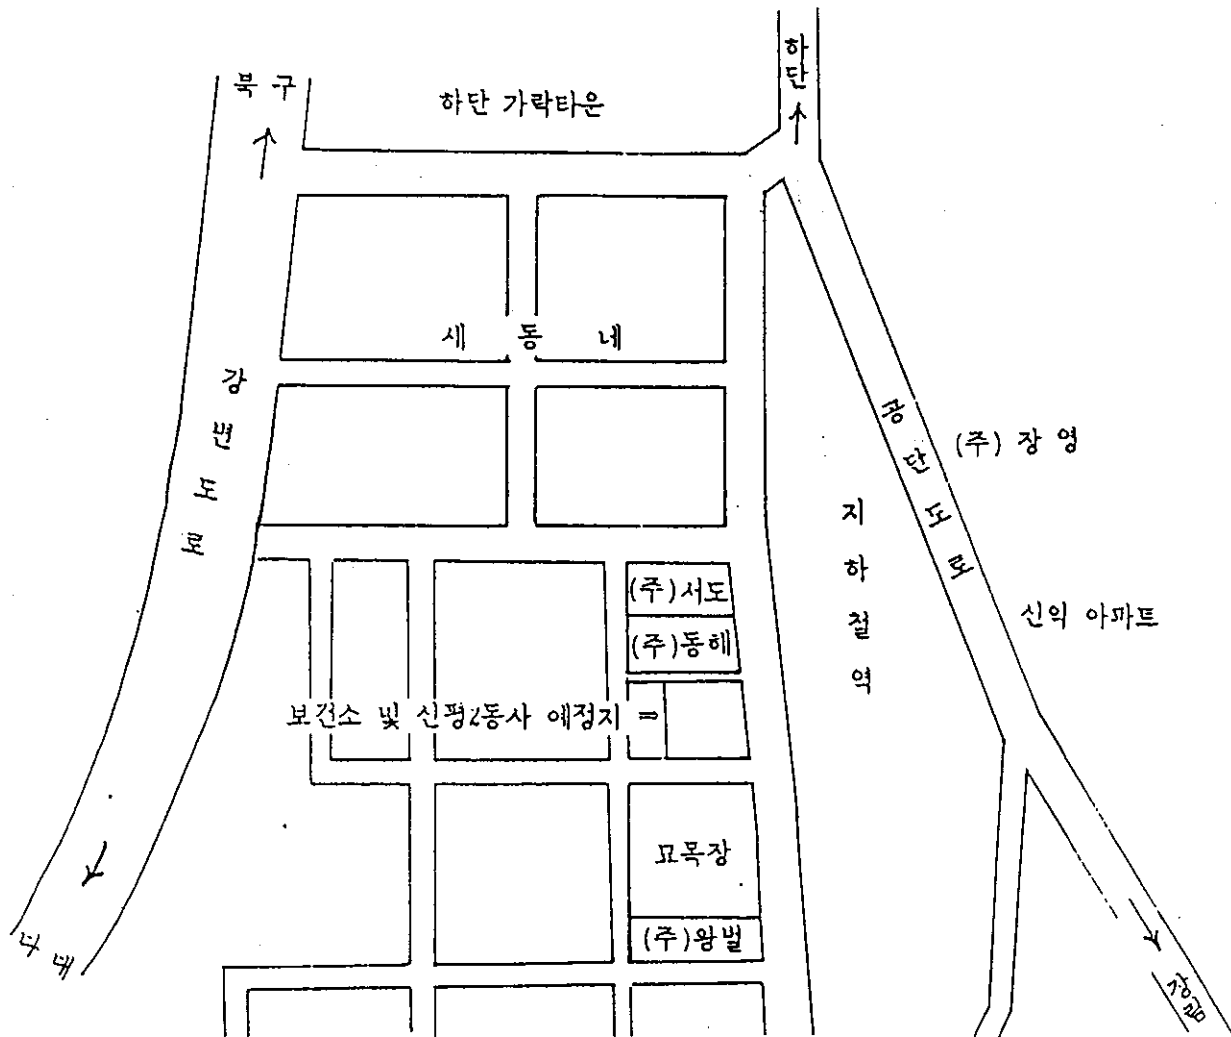 하단
북구
하단 가락타운
세 동 네
강변도로
공단도로
(주) 장영
지하철역
(주)서도
(주)동해
신익 아파트
보건소 및 신평2동사 예정지 ⇒
묘목장
(주)왕벌
다대
장림